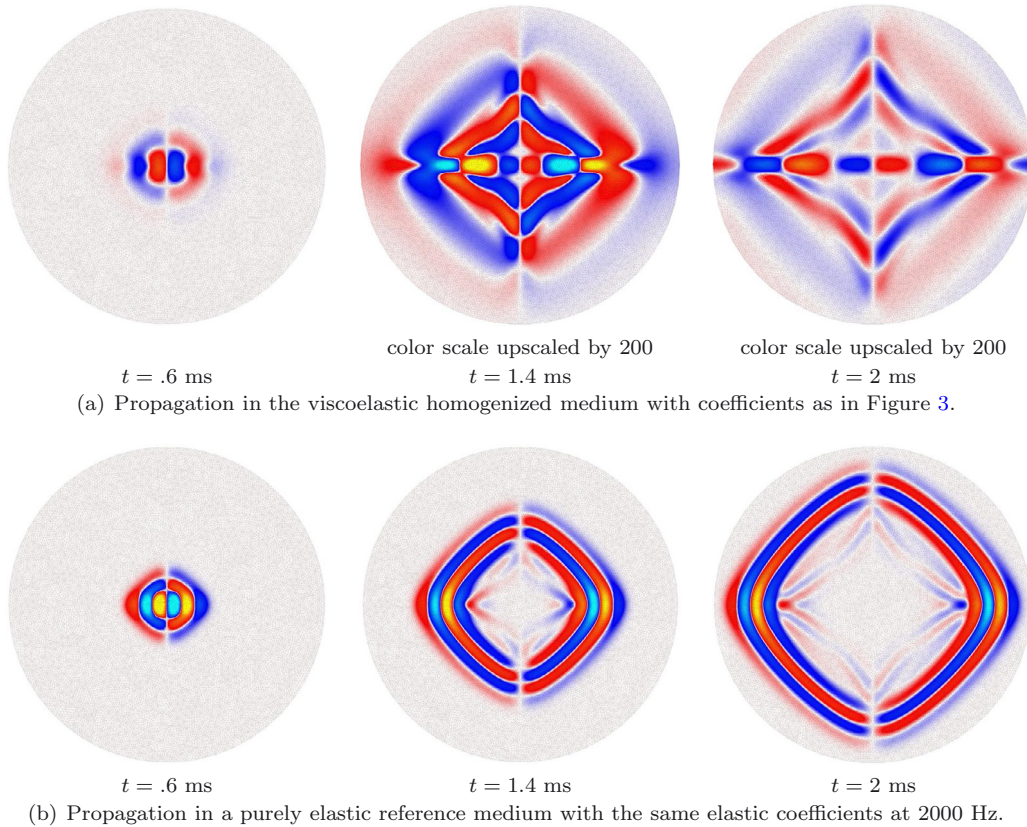 color scale upscaled by 200 color scale upscaled by 200
t = .6 ms t = 1.4 ms t = 2 ms
(a) Propagation in the viscoelastic homogenized medium with coefficients as in Figure 3.
t = .6 ms t = 1.4 ms t = 2 ms
(b) Propagation in a purely elastic reference medium with the same elastic coefficients at 2000 Hz.